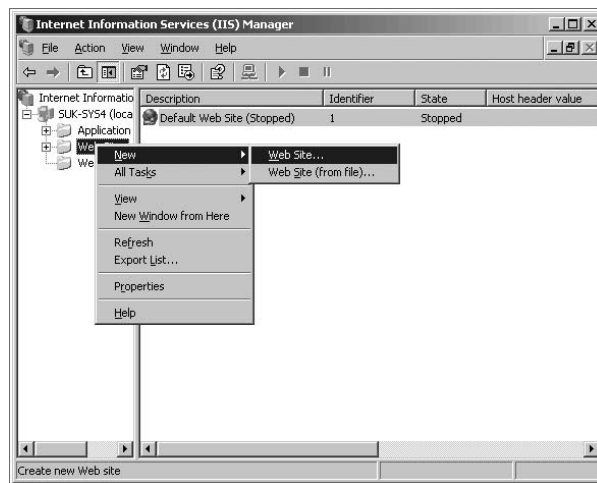 Internet Information Services (IIS) Manager
File Action View Window Help
Internet Informatio
Description Identifier State Host header value
SUK-SYS4 (loca
Default Web Site (Stopped) 1 Stopped
Application
We
We
New
Web Site...
All Tasks
Web Site (from file)...
View
New Window from Here
Refresh
Export List...
Properties
Help
Create new Web site